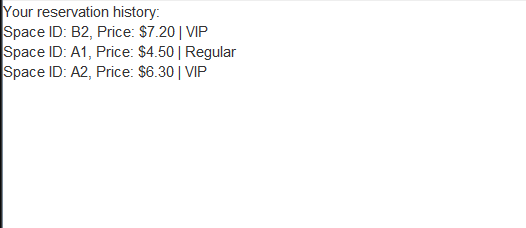 Your reservation history:
Space ID: B2, Price: $7.20 | VIP
Space ID: A1, Price: $4.50 | Regular
Space ID: A2, Price: $6.30 | VIP